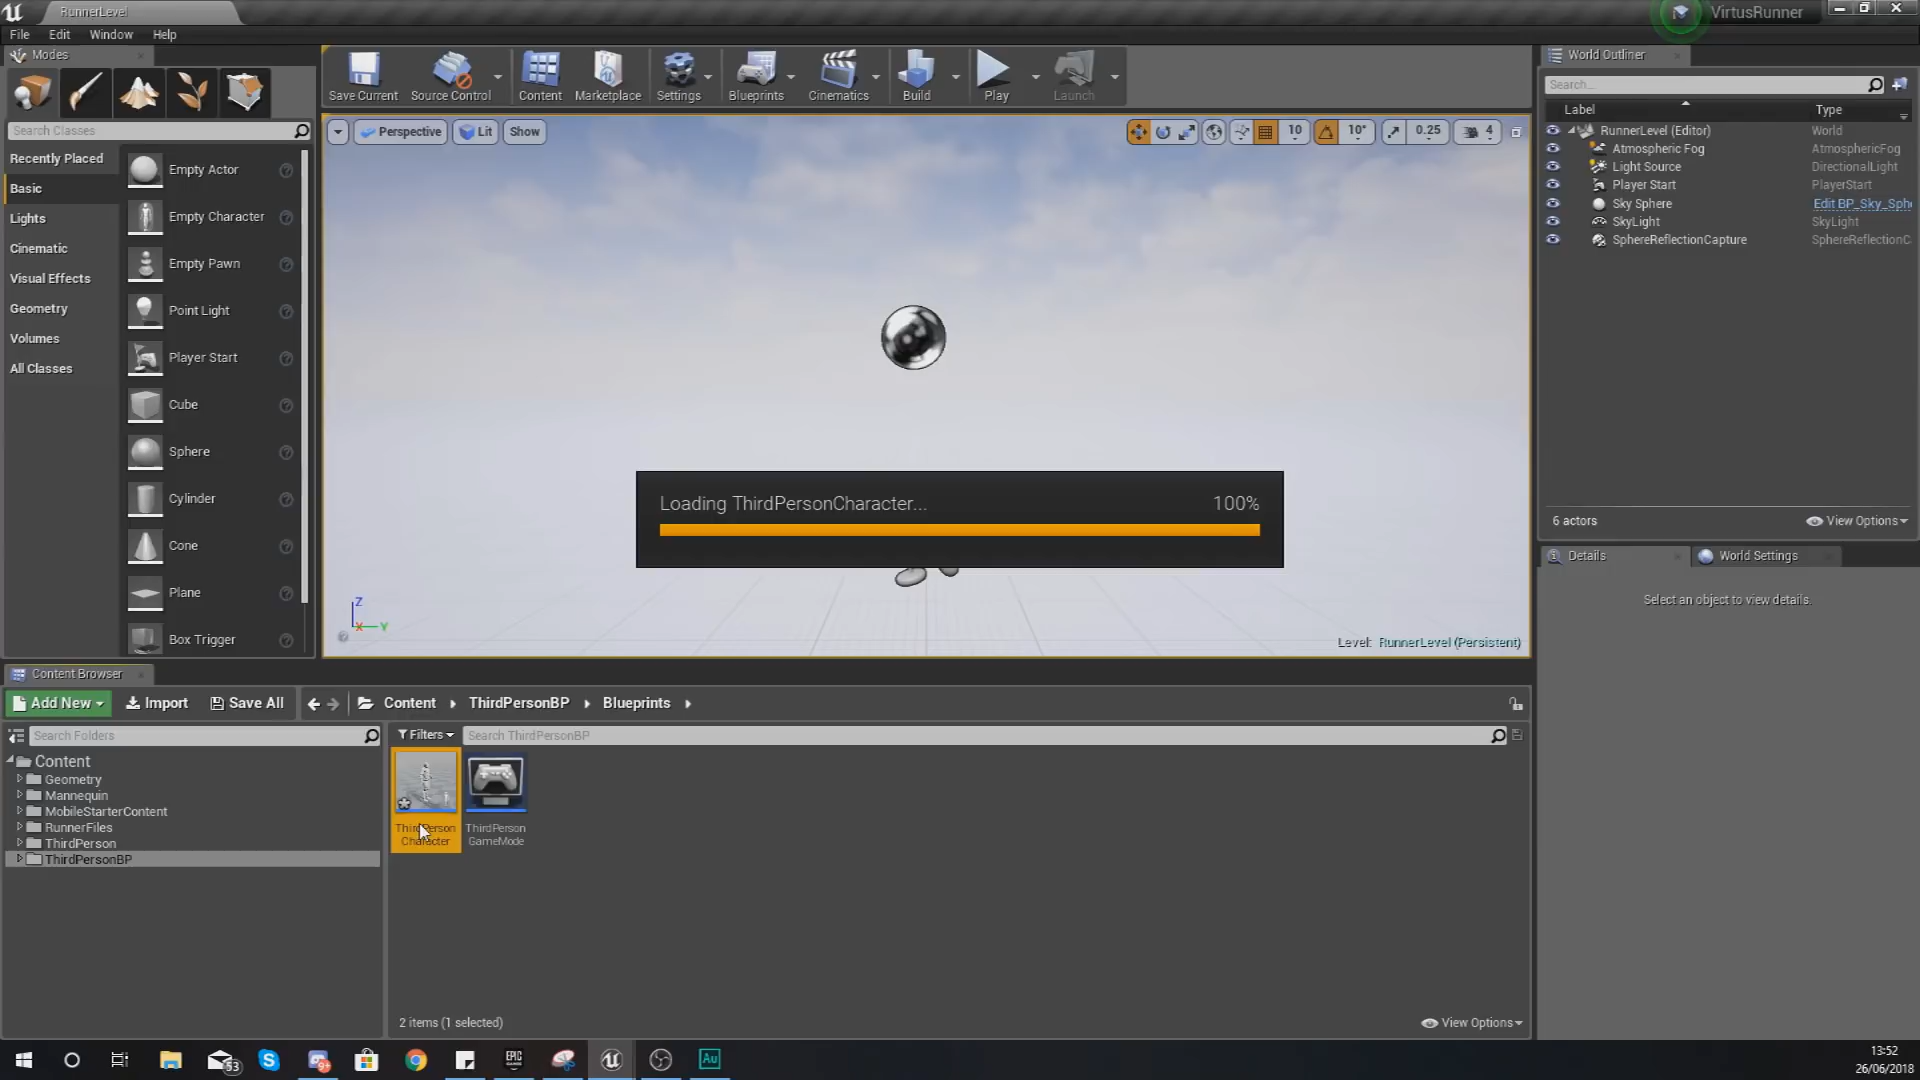 RunnerLevel
VirtusRunner
File Edit Window Help
Modes
Search Classes
Recently Placed
Basic
Lights
Cinematic
Visual Effects
Geometry
Volumes
All Classes
Empty Actor
Empty Character
Empty Pawn
Point Light
Player Start
Cube
Sphere
Cylinder
Cone
Plane
Box Trigger
Save Current Source Control Content Marketplace Settings Blueprints Cinematics Build Play Launch
Perspective Lit Show
10 10° 0.25 4
Loading ThirdPersonCharacter... 100%
Z
X Y
Level: RunnerLevel (Persistent)
World Outliner
Search...
Label Type
RunnerLevel (Editor) World
Atmospheric Fog AtmosphericFog
Light Source DirectionalLight
Player Start PlayerStart
Sky Sphere Edit BP_Sky_Sph
SkyLight SkyLight
SphereReflectionCapture SphereReflectionC
6 actors View Options
Details World Settings
Select an object to view details.
Content Browser
Add New Import Save All Content ThirdPersonBP Blueprints
Search Folders
Filters Search ThirdPersonBP
Content
Geometry
Mannequin
MobileStarterContent
RunnerFiles
ThirdPerson
ThirdPersonBP
ThirdPerson
Character
ThirdPerson
GameMode
2 items (1 selected) View Options
53
9+
EPIC
GAMES
Au
13:52
26/06/2018